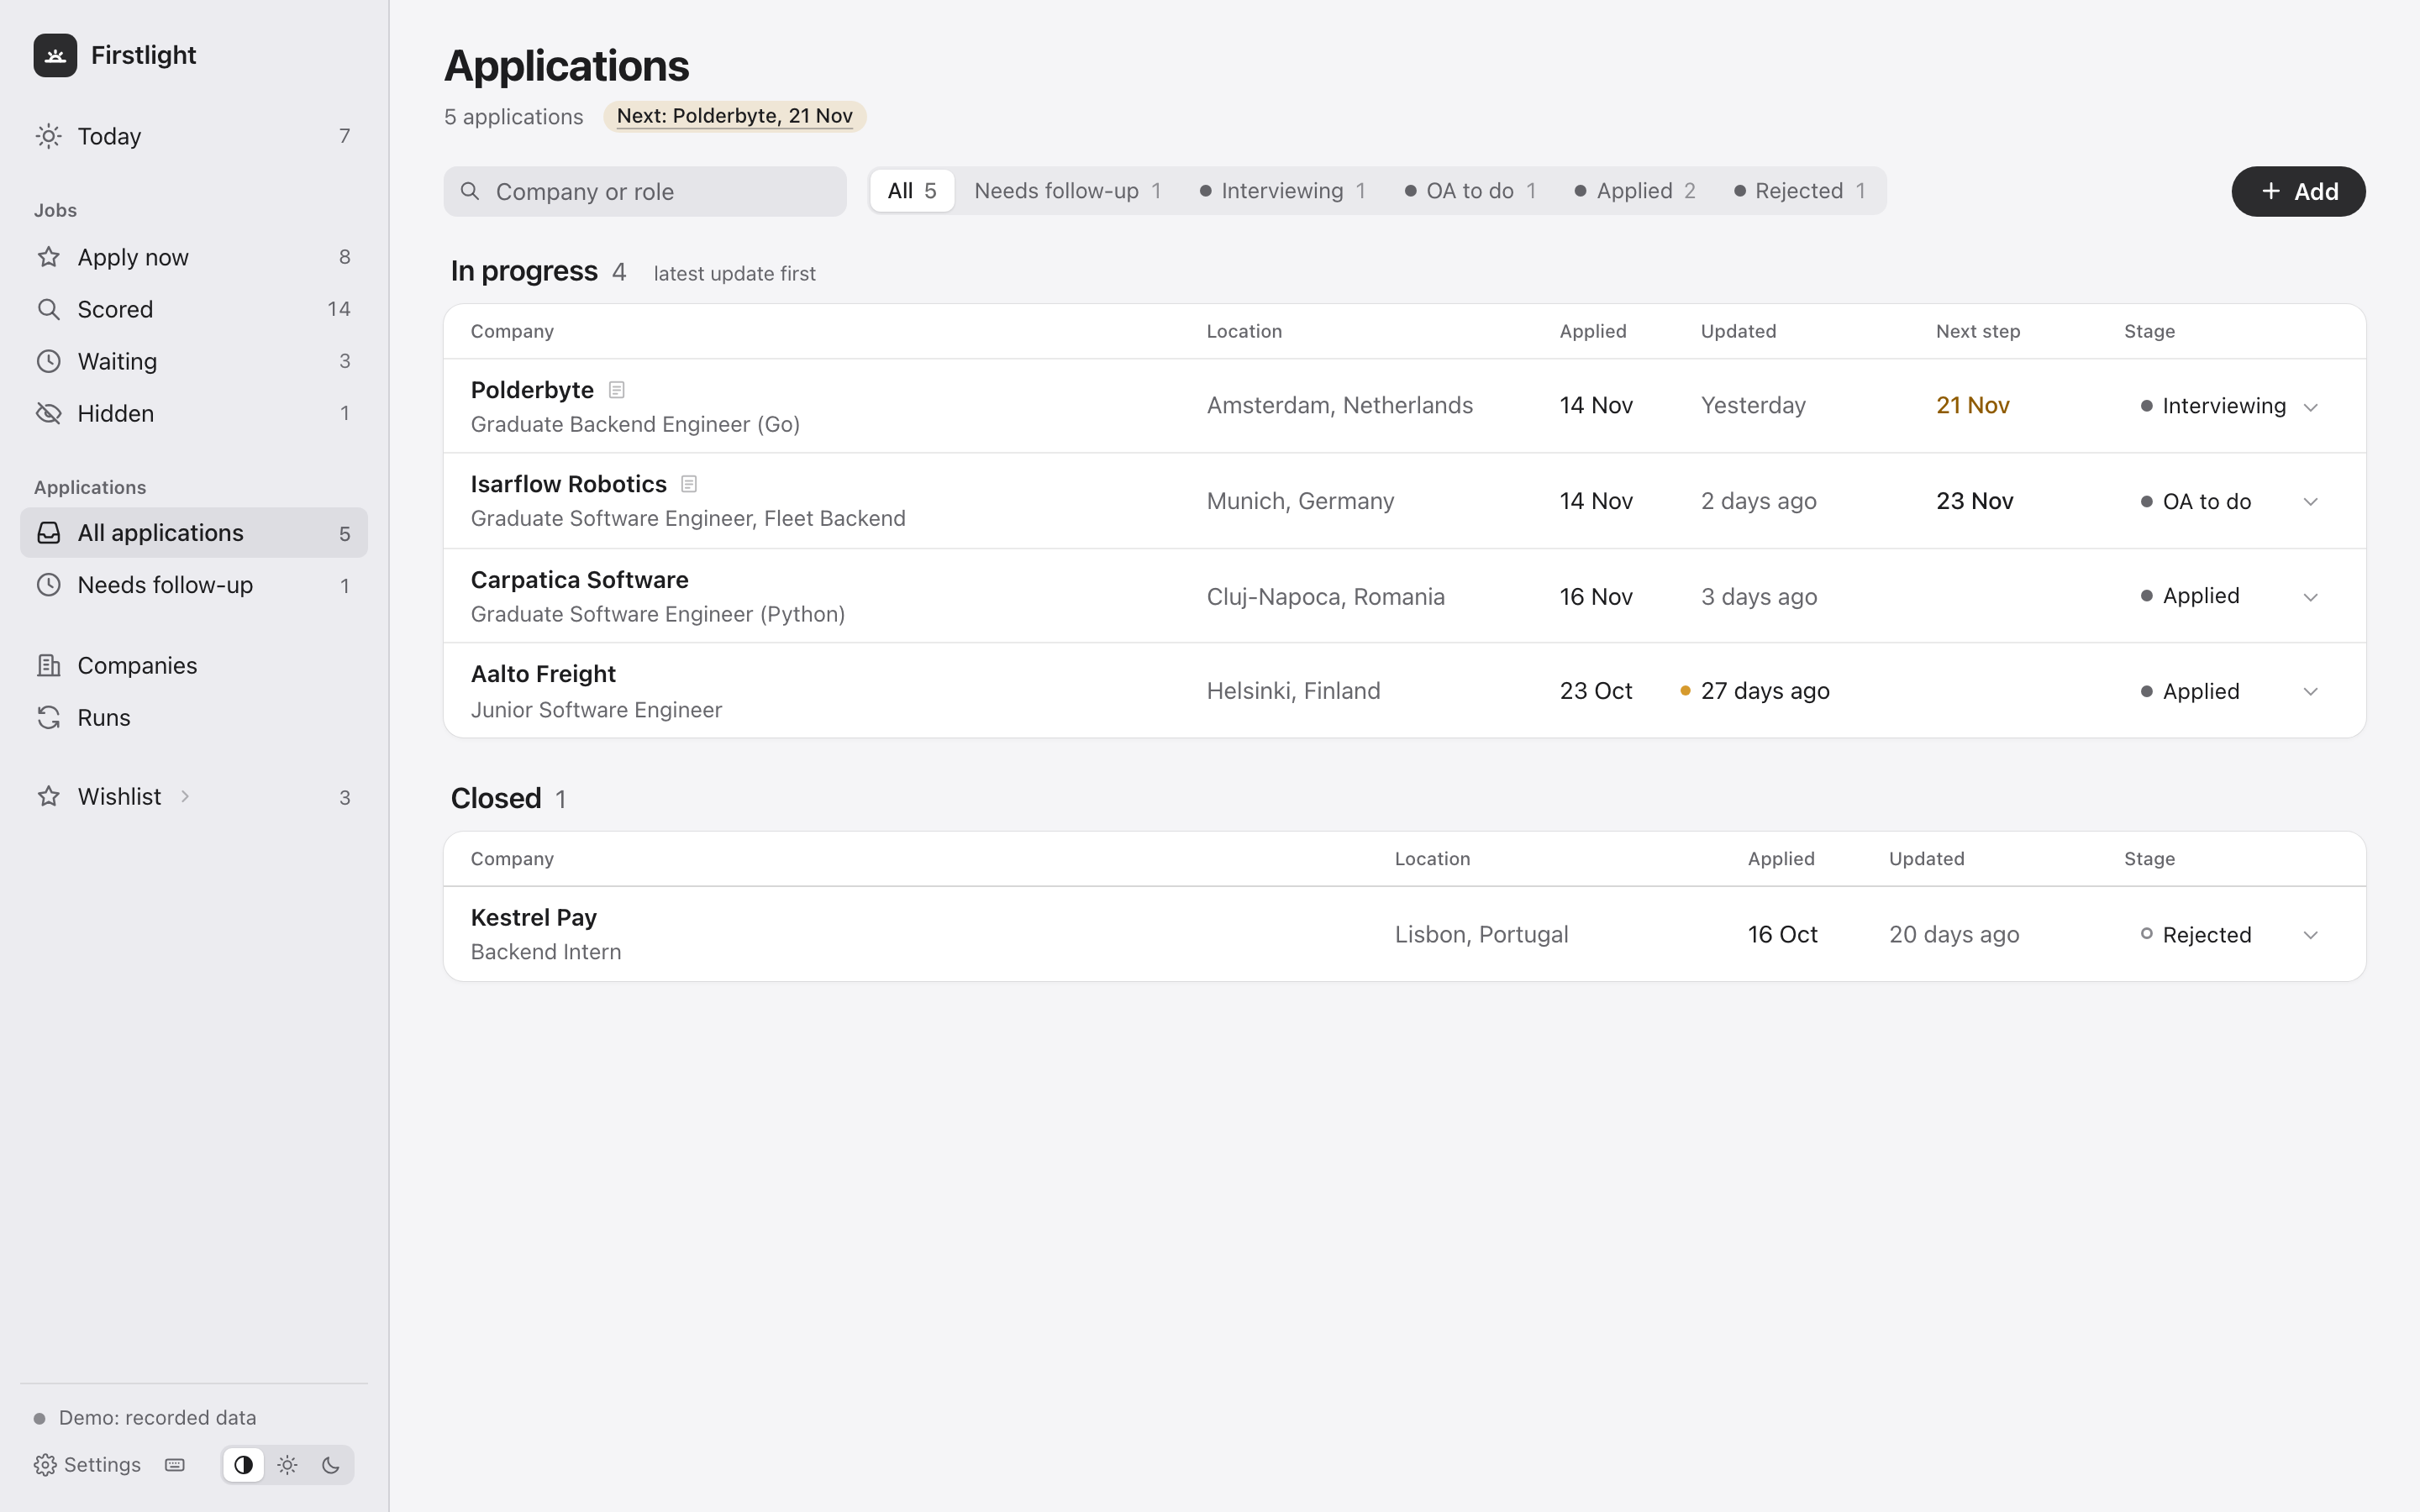 Firstlight
Today 7
Jobs
Apply now 8
Scored 14
Waiting 3
Hidden 1
Applications
All applications 5
Needs follow-up 1
Companies
Runs
Wishlist 3
Demo: recorded data
Settings
Applications
5 applications Next: Polderbyte, 21 Nov
Company or role All 5 Needs follow-up 1 Interviewing 1 OA to do 1 Applied 2 Rejected 1 + Add
In progress 4 latest update first
Company Location Applied Updated Next step Stage
Polderbyte
Graduate Backend Engineer (Go)
Amsterdam, Netherlands 14 Nov Yesterday 21 Nov Interviewing
Isarflow Robotics
Graduate Software Engineer, Fleet Backend
Munich, Germany 14 Nov 2 days ago 23 Nov OA to do
Carpatica Software
Graduate Software Engineer (Python)
Cluj-Napoca, Romania 16 Nov 3 days ago Applied
Aalto Freight
Junior Software Engineer
Helsinki, Finland 23 Oct 27 days ago Applied
Closed 1
Company Location Applied Updated Stage
Kestrel Pay
Backend Intern
Lisbon, Portugal 16 Oct 20 days ago Rejected